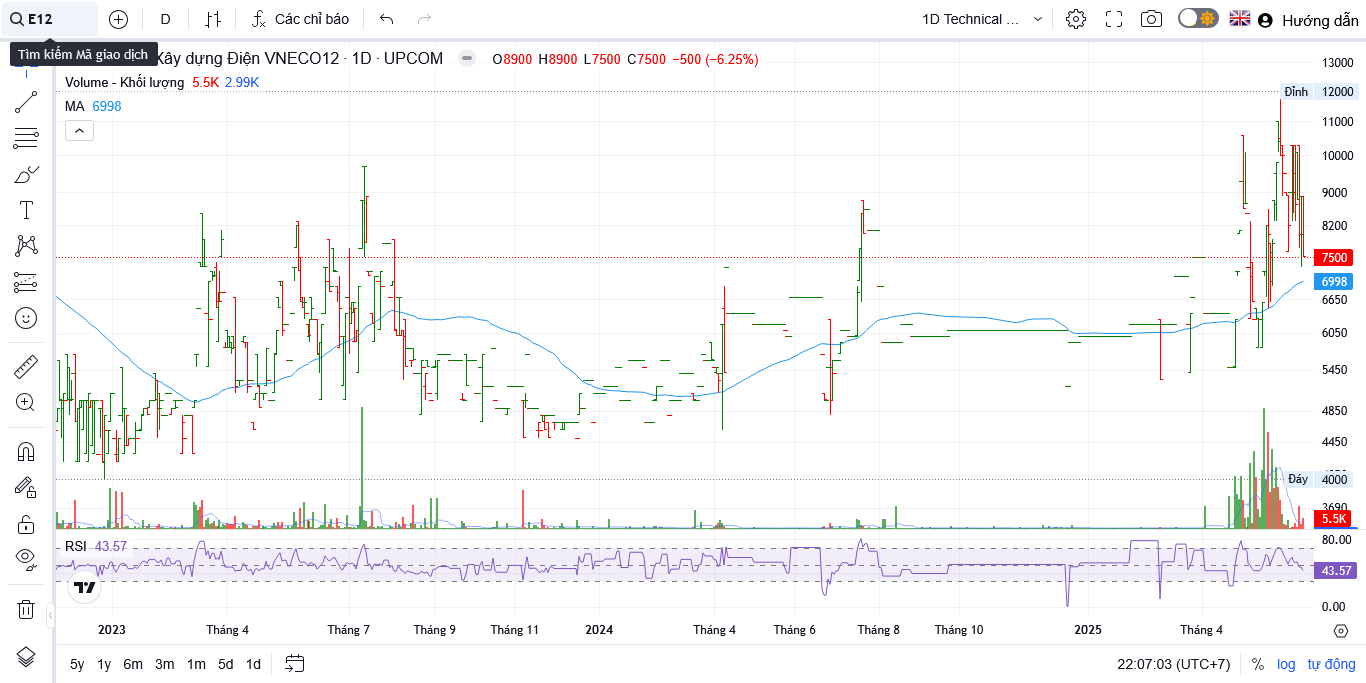 E12
D
Các chỉ báo
1D Technical ...
Hướng dẫn
Tìm kiếm Mã giao dịch
Xây dựng Điện VNECO12 · 1D · UPCOM
O8900 H8900 L7500 C7500 −500 (−6.25%)
Volume - Khối lượng 5.5K 2.99K
MA 6998
13000
Đỉnh 12000
11000
10000
9000
8200
7500
6998
6650
6050
5450
4850
4450
Đáy 4000
3690
5.5K
RSI 43.57
80.00
43.57
0.00
2023 Tháng 4 Tháng 7 Tháng 9 Tháng 11 2024 Tháng 4 Tháng 6 Tháng 8 Tháng 10 2025 Tháng 4
5y 1y 6m 3m 1m 5d 1d
22:07:03 (UTC+7) % log tự động